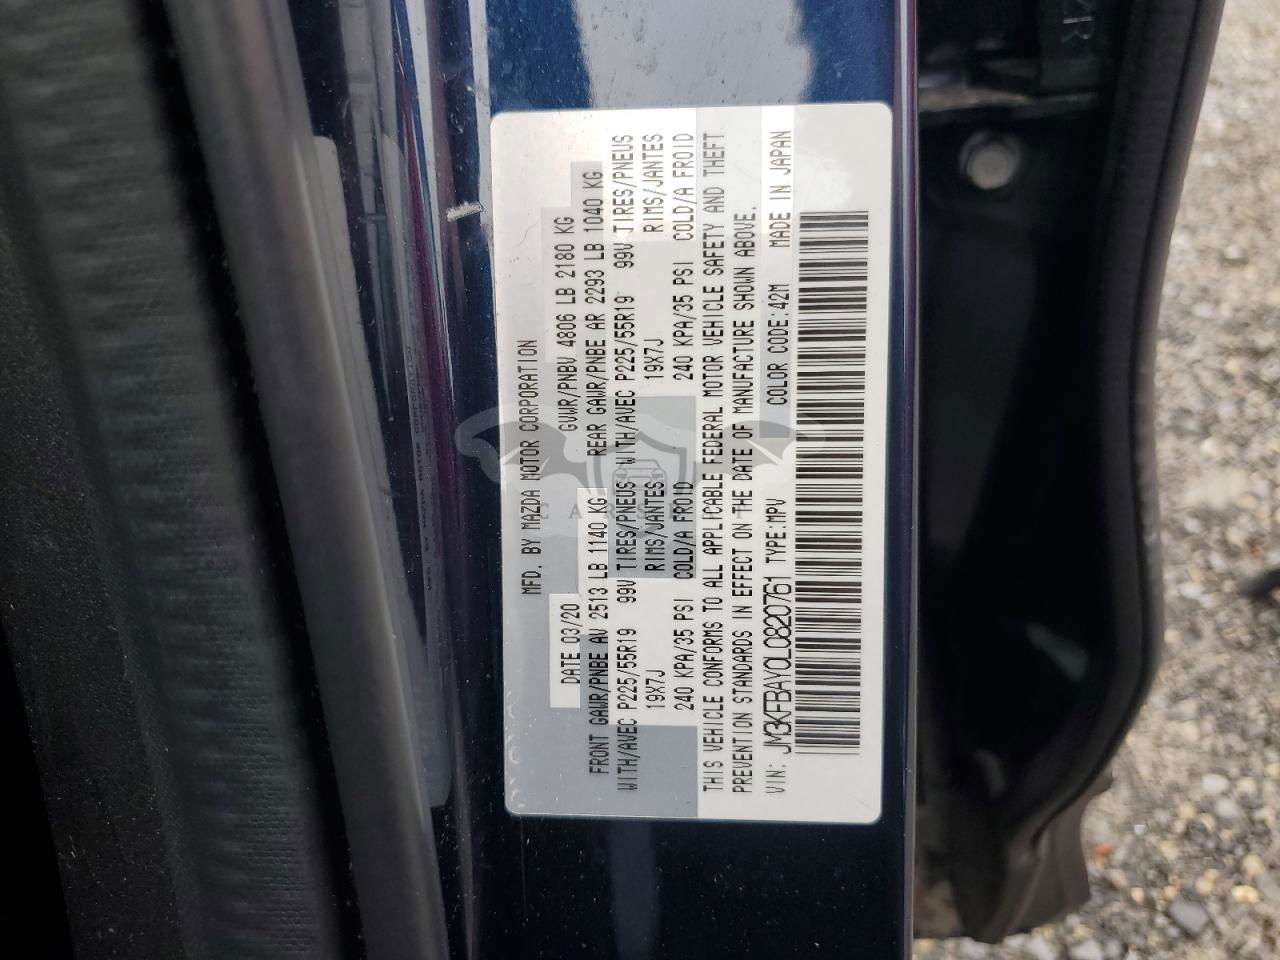 MFD. BY MAZDA MOTOR CORPORATION
DATE 03/20 GVWR/PNBV 4806 LB 2180 KG
FRONT GAWR/PNBE AV 2513 LB 1140 KG REAR GAWR/PNBE AR 2293 LB 1040 KG
WITH/AVEC P225/55R19 99V TIRES/PNEUS WITH/AVEC P225/55R19 99V TIRES/PNEUS
19X7J RIMS/JANTES 19X7J RIMS/JANTES
240 KPA/35 PSI COLD/A FROID 240 KPA/35 PSI COLD/A FROID
THIS VEHICLE CONFORMS TO ALL APPLICABLE FEDERAL MOTOR VEHICLE SAFETY AND THEFT
PREVENTION STANDARDS IN EFFECT ON THE DATE OF MANUFACTURE SHOWN ABOVE.
VIN: JM3KFBAY0L0820761 TYPE:MPV COLOR CODE:42M MADE IN JAPAN